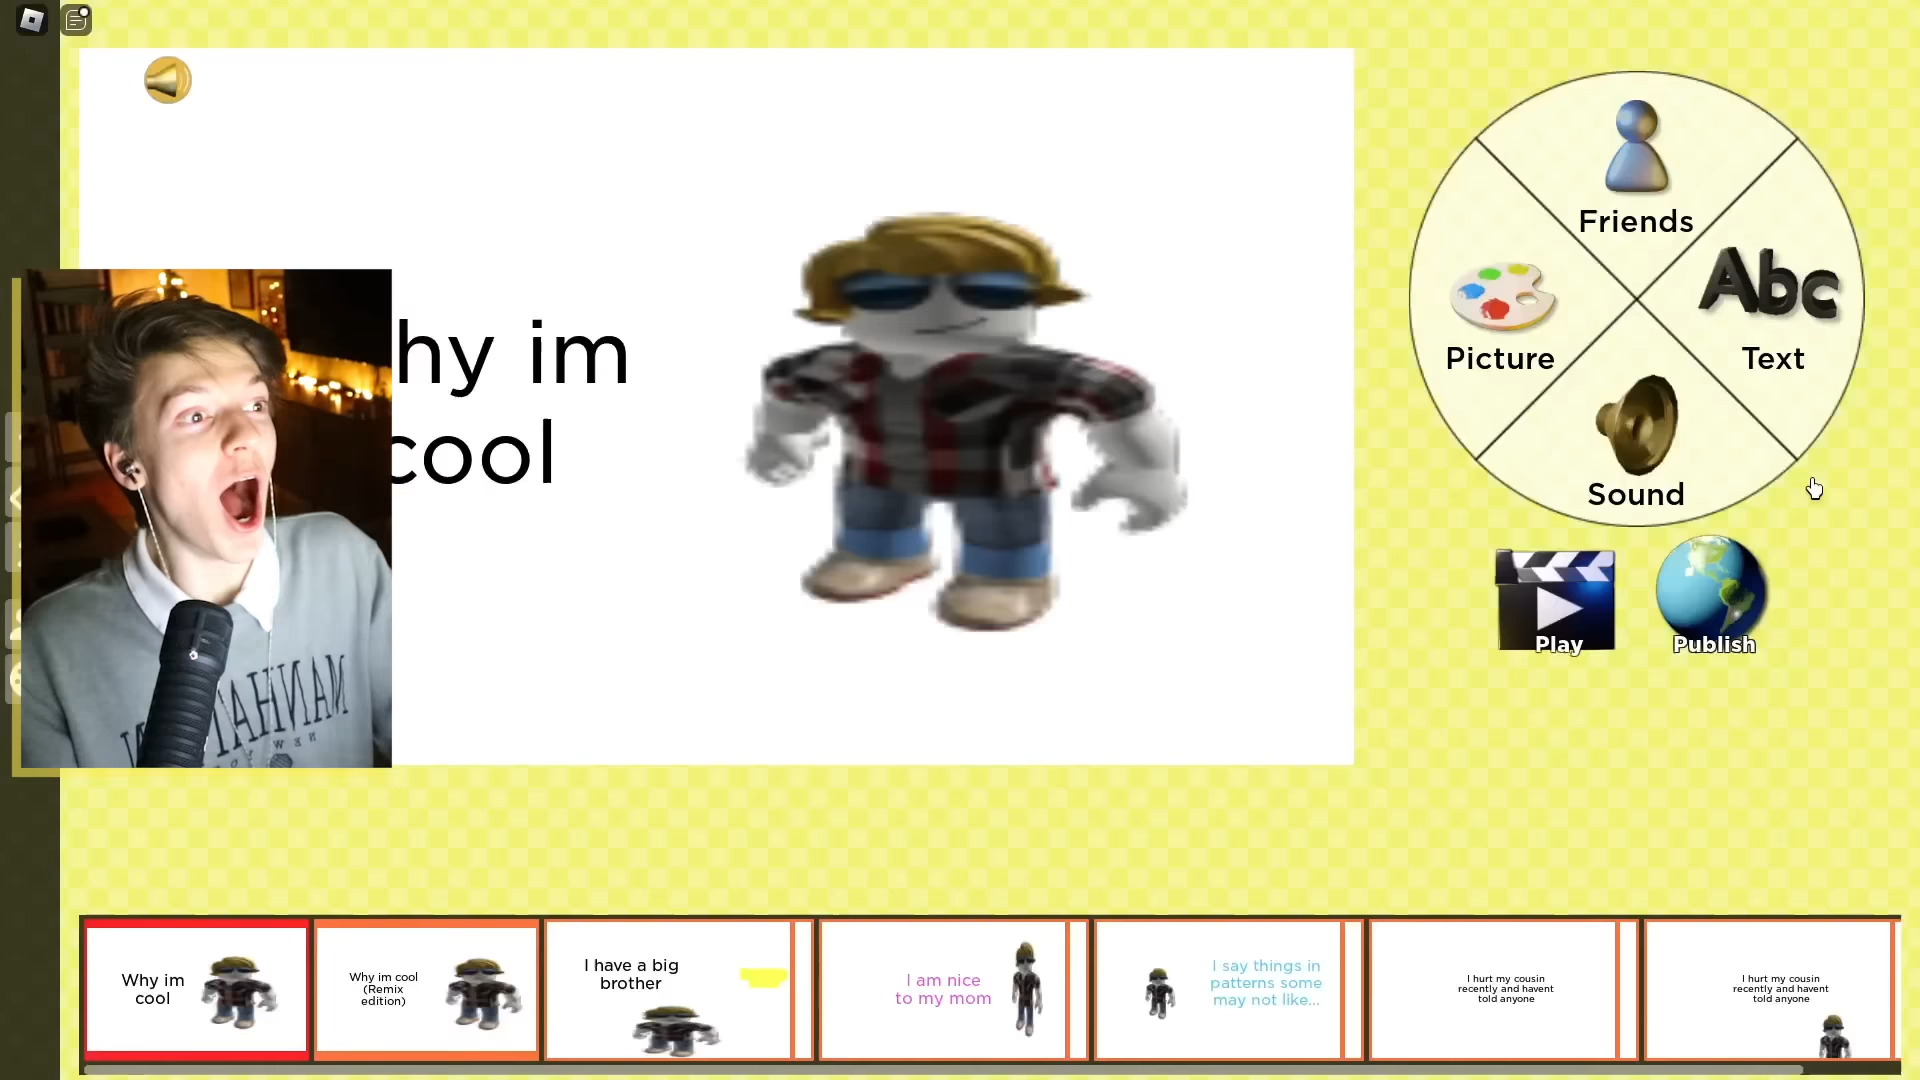 hy im
cool
Friends
Picture
Abc
Text
Sound
Play
Publish
Why im
cool
Why im cool
(Remix
edition)
I have a big
brother
I am nice
to my mom
I say things in
patterns some
may not like...
I hurt my cousin
recently and havent
told anyone
I hurt my cousin
recently and havent
told anyone